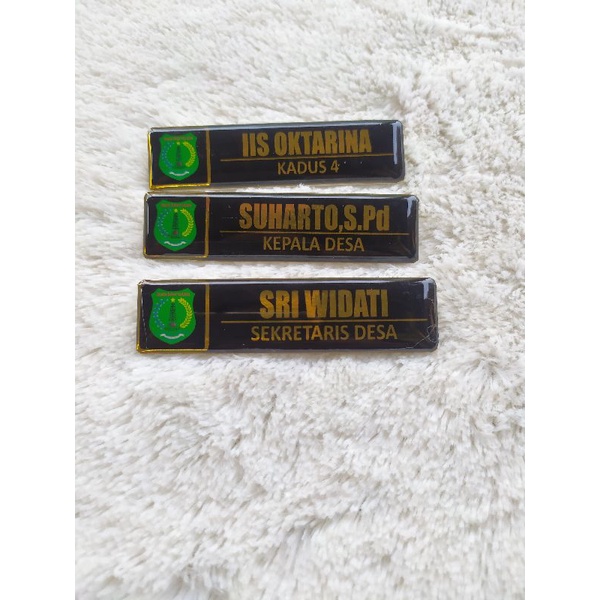 IIS OKTARINA
KADUS 4
SUHARTO,S.Pd
KEPALA DESA
SRI WIDATI
SEKRETARIS DESA